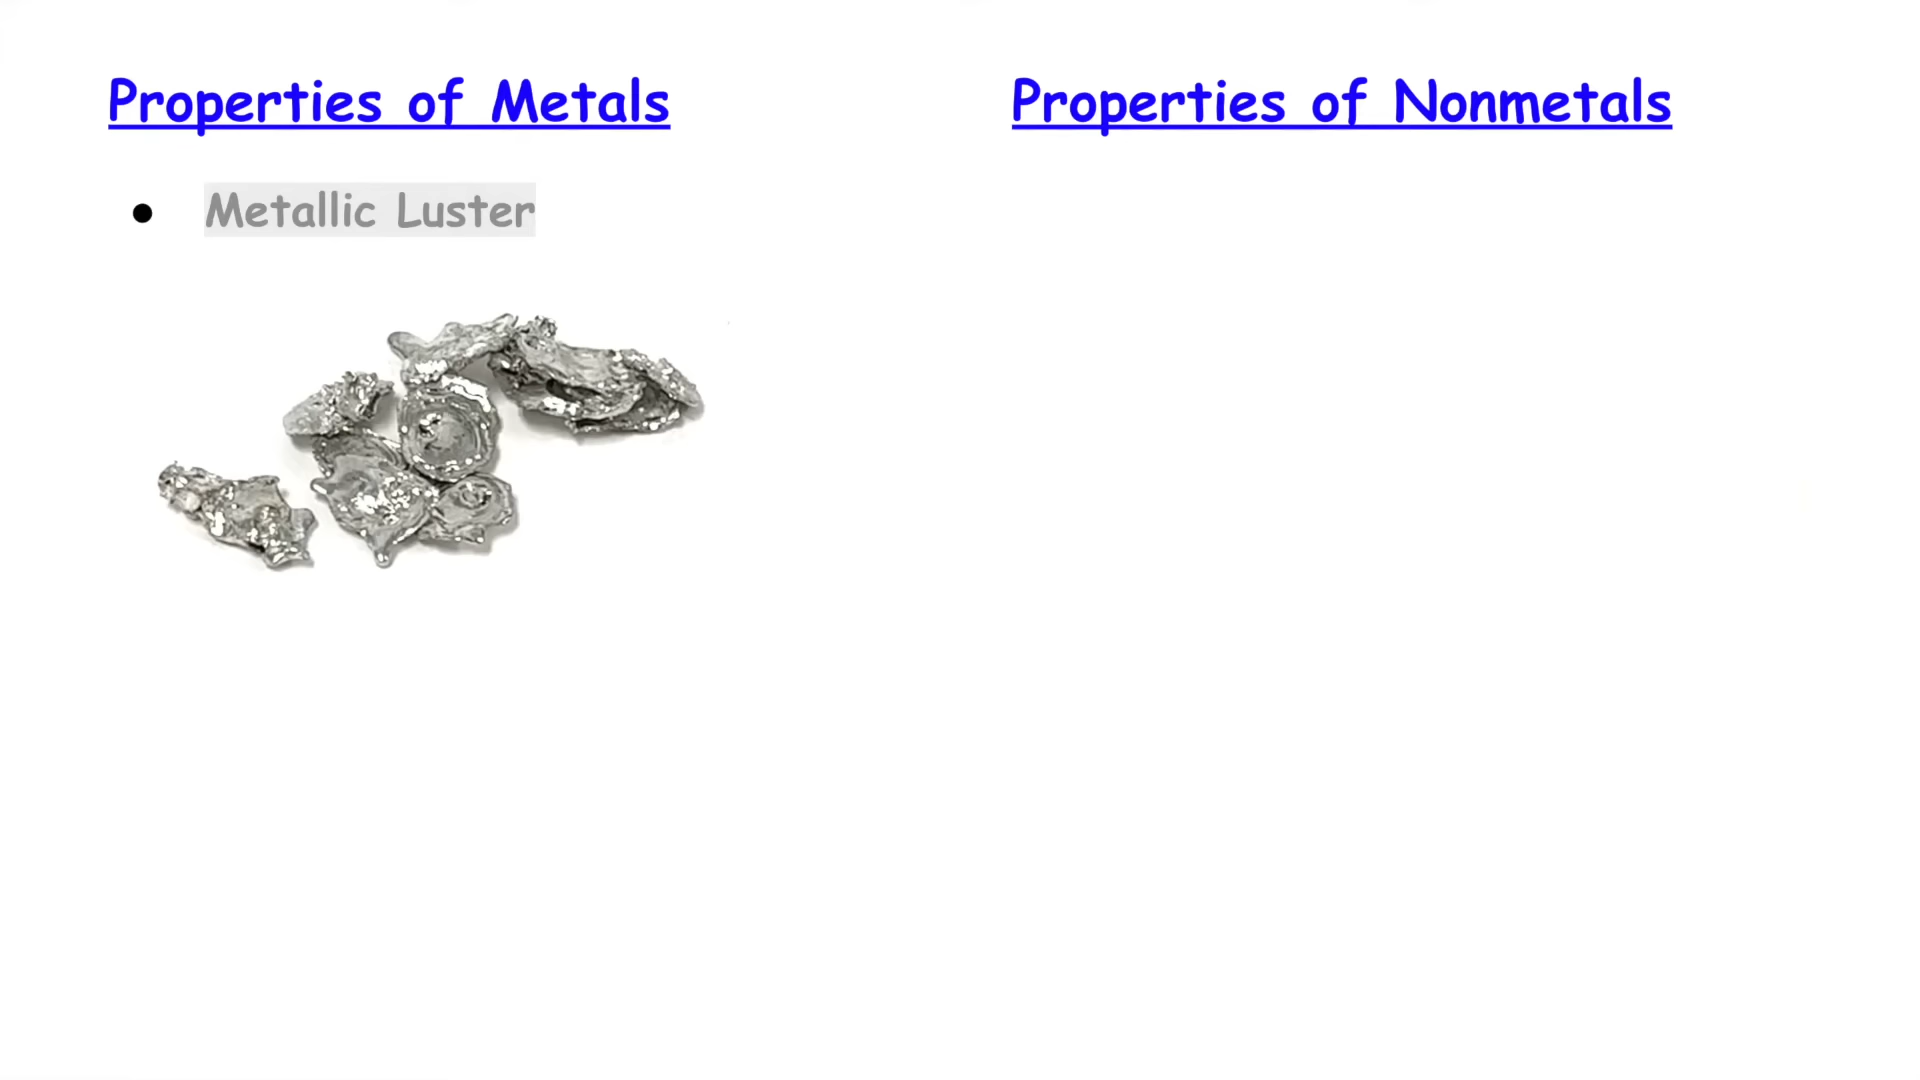 Properties of Metals
Properties of Nonmetals
● Metallic Luster